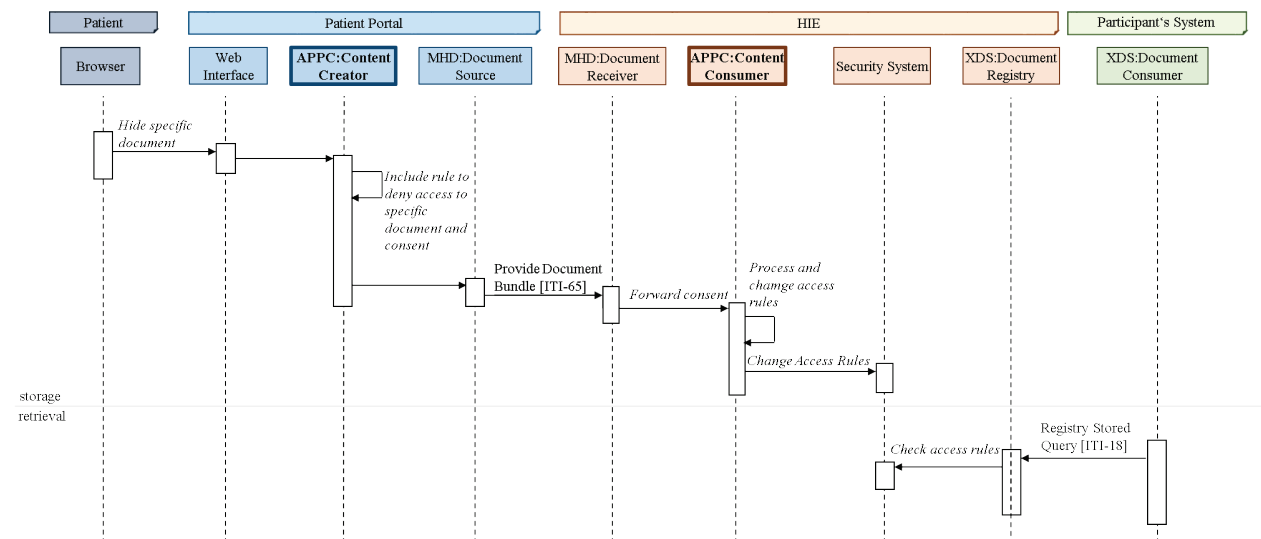 Patient
Patient Portal
HIE
Participant's System
Browser
Web
Interface
APPC:Content
Creator
MHD:Document
Source
MHD:Document
Receiver
APPC:Content
Consumer
Security System
XDS:Document
Registry
XDS:Document
Consumer
Hide specific
document
Include rule to
deny access to
specific
document and
consent
Provide Document
Bundle [ITI-65]
Forward consent
Process and
chamge access
rules
Change Access Rules
storage
retrieval
Registry Stored
Query [ITI-18]
Check access rules